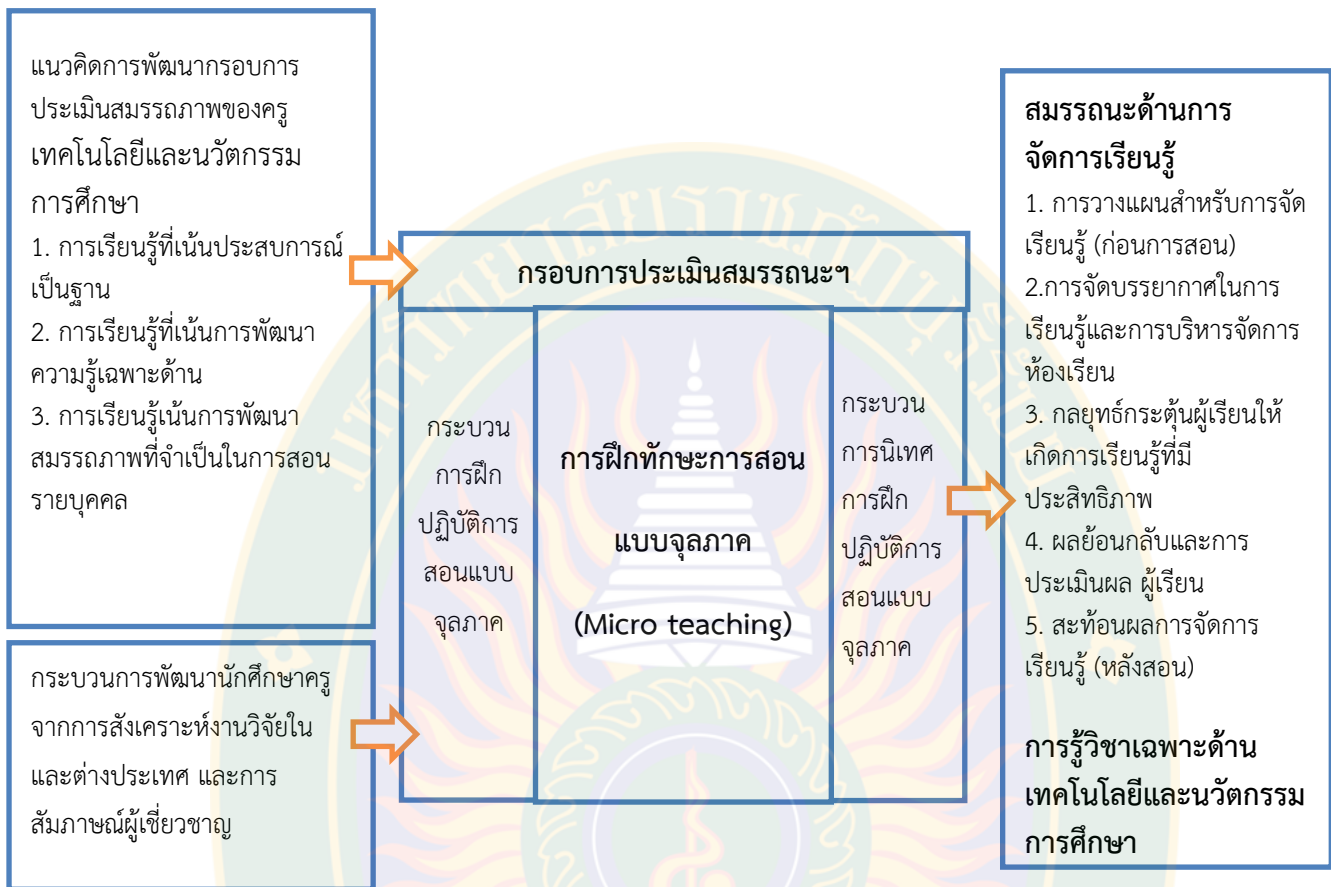 แนวคิดการพัฒนากรอบการ
ประเมินสมรรถภาพของครู
เทคโนโลยีและนวัตกรรม
การศึกษา
1. การเรียนรู้ที่เน้นประสบการณ์
เป็นฐาน
2. การเรียนรู้ที่เน้นการพัฒนา
ความรู้เฉพาะด้าน
3. การเรียนรู้เน้นการพัฒนา
สมรรถภาพที่จำเป็นในการสอน
รายบุคคล
กระบวนการพัฒนานักศึกษาครู
จากการสังเคราะห์งานวิจัยใน
และต่างประเทศ และการ
สัมภาษณ์ผู้เชี่ยวชาญ
กรอบการประเมินสมรรถนะฯ
กระบวน
การฝึก
ปฏิบัติการ
สอนแบบ
จุลภาค
การฝึกทักษะการสอน
แบบจุลภาค
(Micro teaching)
กระบวน
การนิเทศ
การฝึก
ปฏิบัติการ
สอนแบบ
จุลภาค
สมรรถนะด้านการ
จัดการเรียนรู้
1. การวางแผนสำหรับการจัด
เรียนรู้ (ก่อนการสอน)
2.การจัดบรรยากาศในการ
เรียนรู้และการบริหารจัดการ
ห้องเรียน
3. กลยุทธ์กระตุ้นผู้เรียนให้
เกิดการเรียนรู้ที่มี
ประสิทธิภาพ
4. ผลย้อนกลับและการ
ประเมินผล ผู้เรียน
5. สะท้อนผลการจัดการ
เรียนรู้ (หลังสอน)
การรู้วิชาเฉพาะด้าน
เทคโนโลยีและนวัตกรรม
การศึกษา